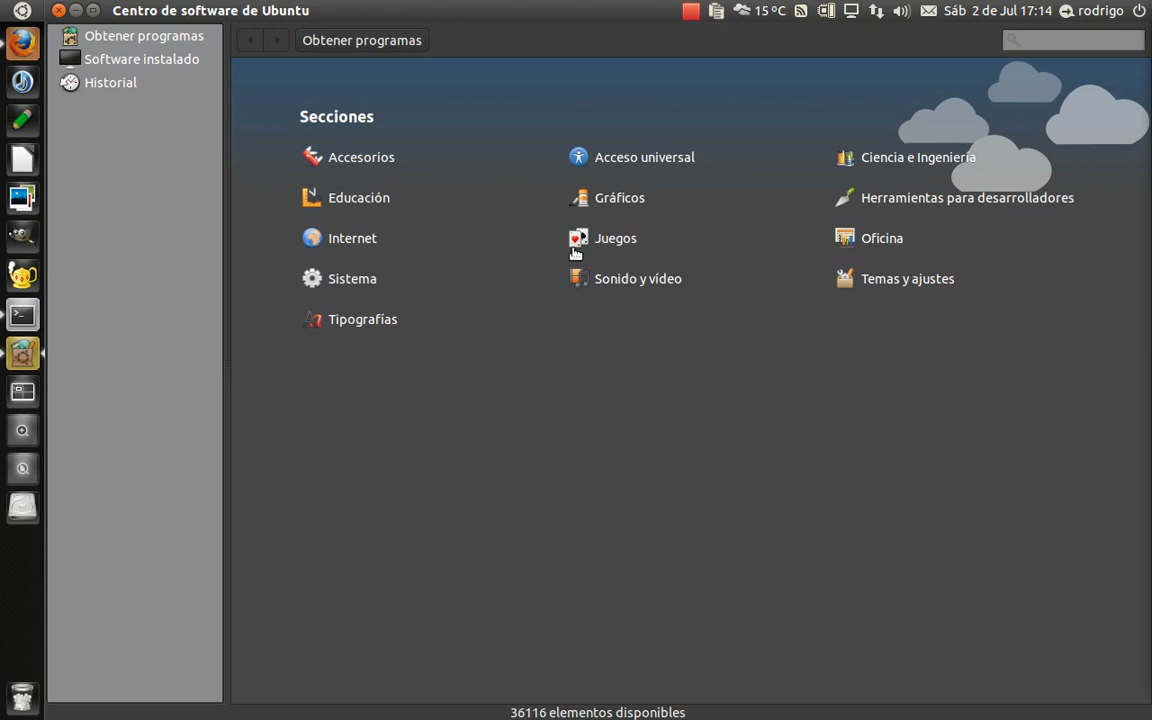 Centro de software de Ubuntu
15 ºC
Sáb 2 de Jul 17:14
rodrigo
Obtener programas
Software instalado
Historial
Obtener programas
Secciones
Accesorios
Acceso universal
Ciencia e Ingeniería
Educación
Gráficos
Herramientas para desarrolladores
Internet
Juegos
Oficina
Sistema
Sonido y vídeo
Temas y ajustes
Tipografías
36116 elementos disponibles